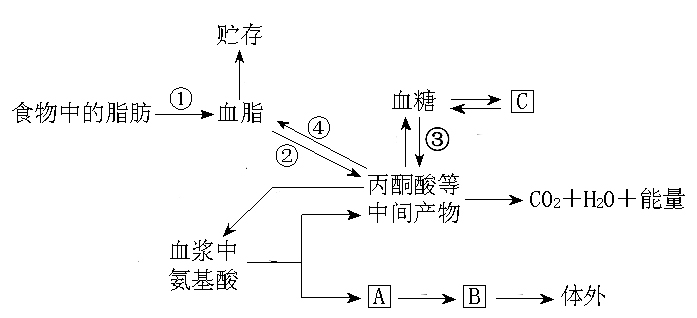 贮存
食物中的脂肪
①
血脂
血糖
C
④
②
③
丙酮酸等
中间产物
CO₂＋H₂O＋能量
血浆中
氨基酸
A
B
体外